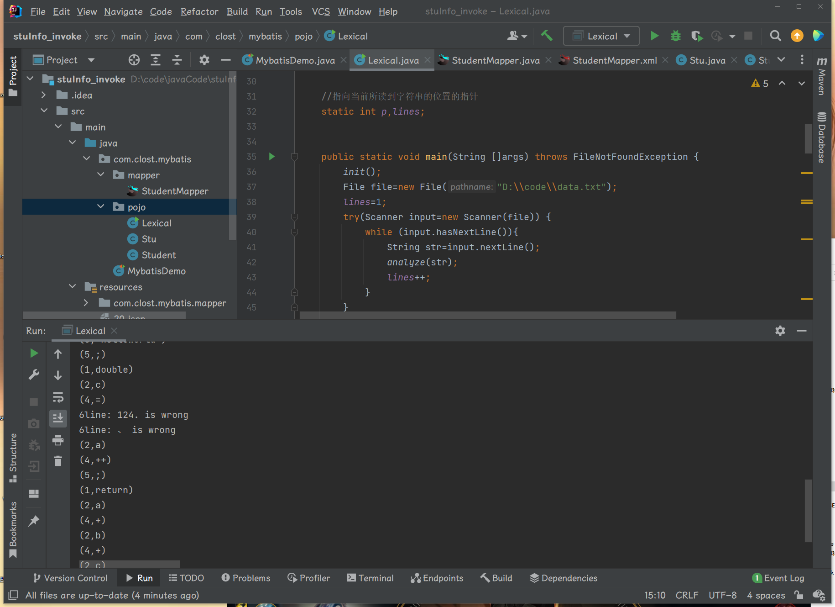 File Edit View Navigate Code Refactor Build Run Tools VCS Window Help stuInfo_invoke – Lexical.java
stuInfo_invoke › src › main › java › com › clost › mybatis › pojo › Lexical
Lexical
Project
MybatisDemo.java Lexical.java StudentMapper.java StudentMapper.xml Stu.java St
Project
stuInfo_invoke D:\code\javaCode\stuInf
.idea
src
main
java
com.clost.mybatis
mapper
StudentMapper
pojo
Lexical
Stu
Student
MybatisDemo
resources
com.clost.mybatis.mapper
5
30
31 //指向当前所读到字符串的位置的指针
32 static int p,lines;
33
34
35 public static void main(String []args) throws FileNotFoundException {
36 init();
37 File file=new File( pathname: "D:\\code\\data.txt");
38 lines=1;
39 try(Scanner input=new Scanner(file)) {
40 while (input.hasNextLine()){
41 String str=input.nextLine();
42 analyze(str);
43 lines++;
44 }
45 }
Maven
Database
Run: Lexical
(5,;)
(1,double)
(2,c)
(4,=)
6line: 124. is wrong
6line: 、 is wrong
(2,a)
(4,++)
(5,;)
(1,return)
(2,a)
(4,+)
(2,b)
(4,+)
(2,c)
Structure
Bookmarks
Version Control Run TODO Problems Profiler Terminal Endpoints Build Dependencies 1 Event Log
All files are up-to-date (4 minutes ago) 15:10 CRLF UTF-8 4 spaces